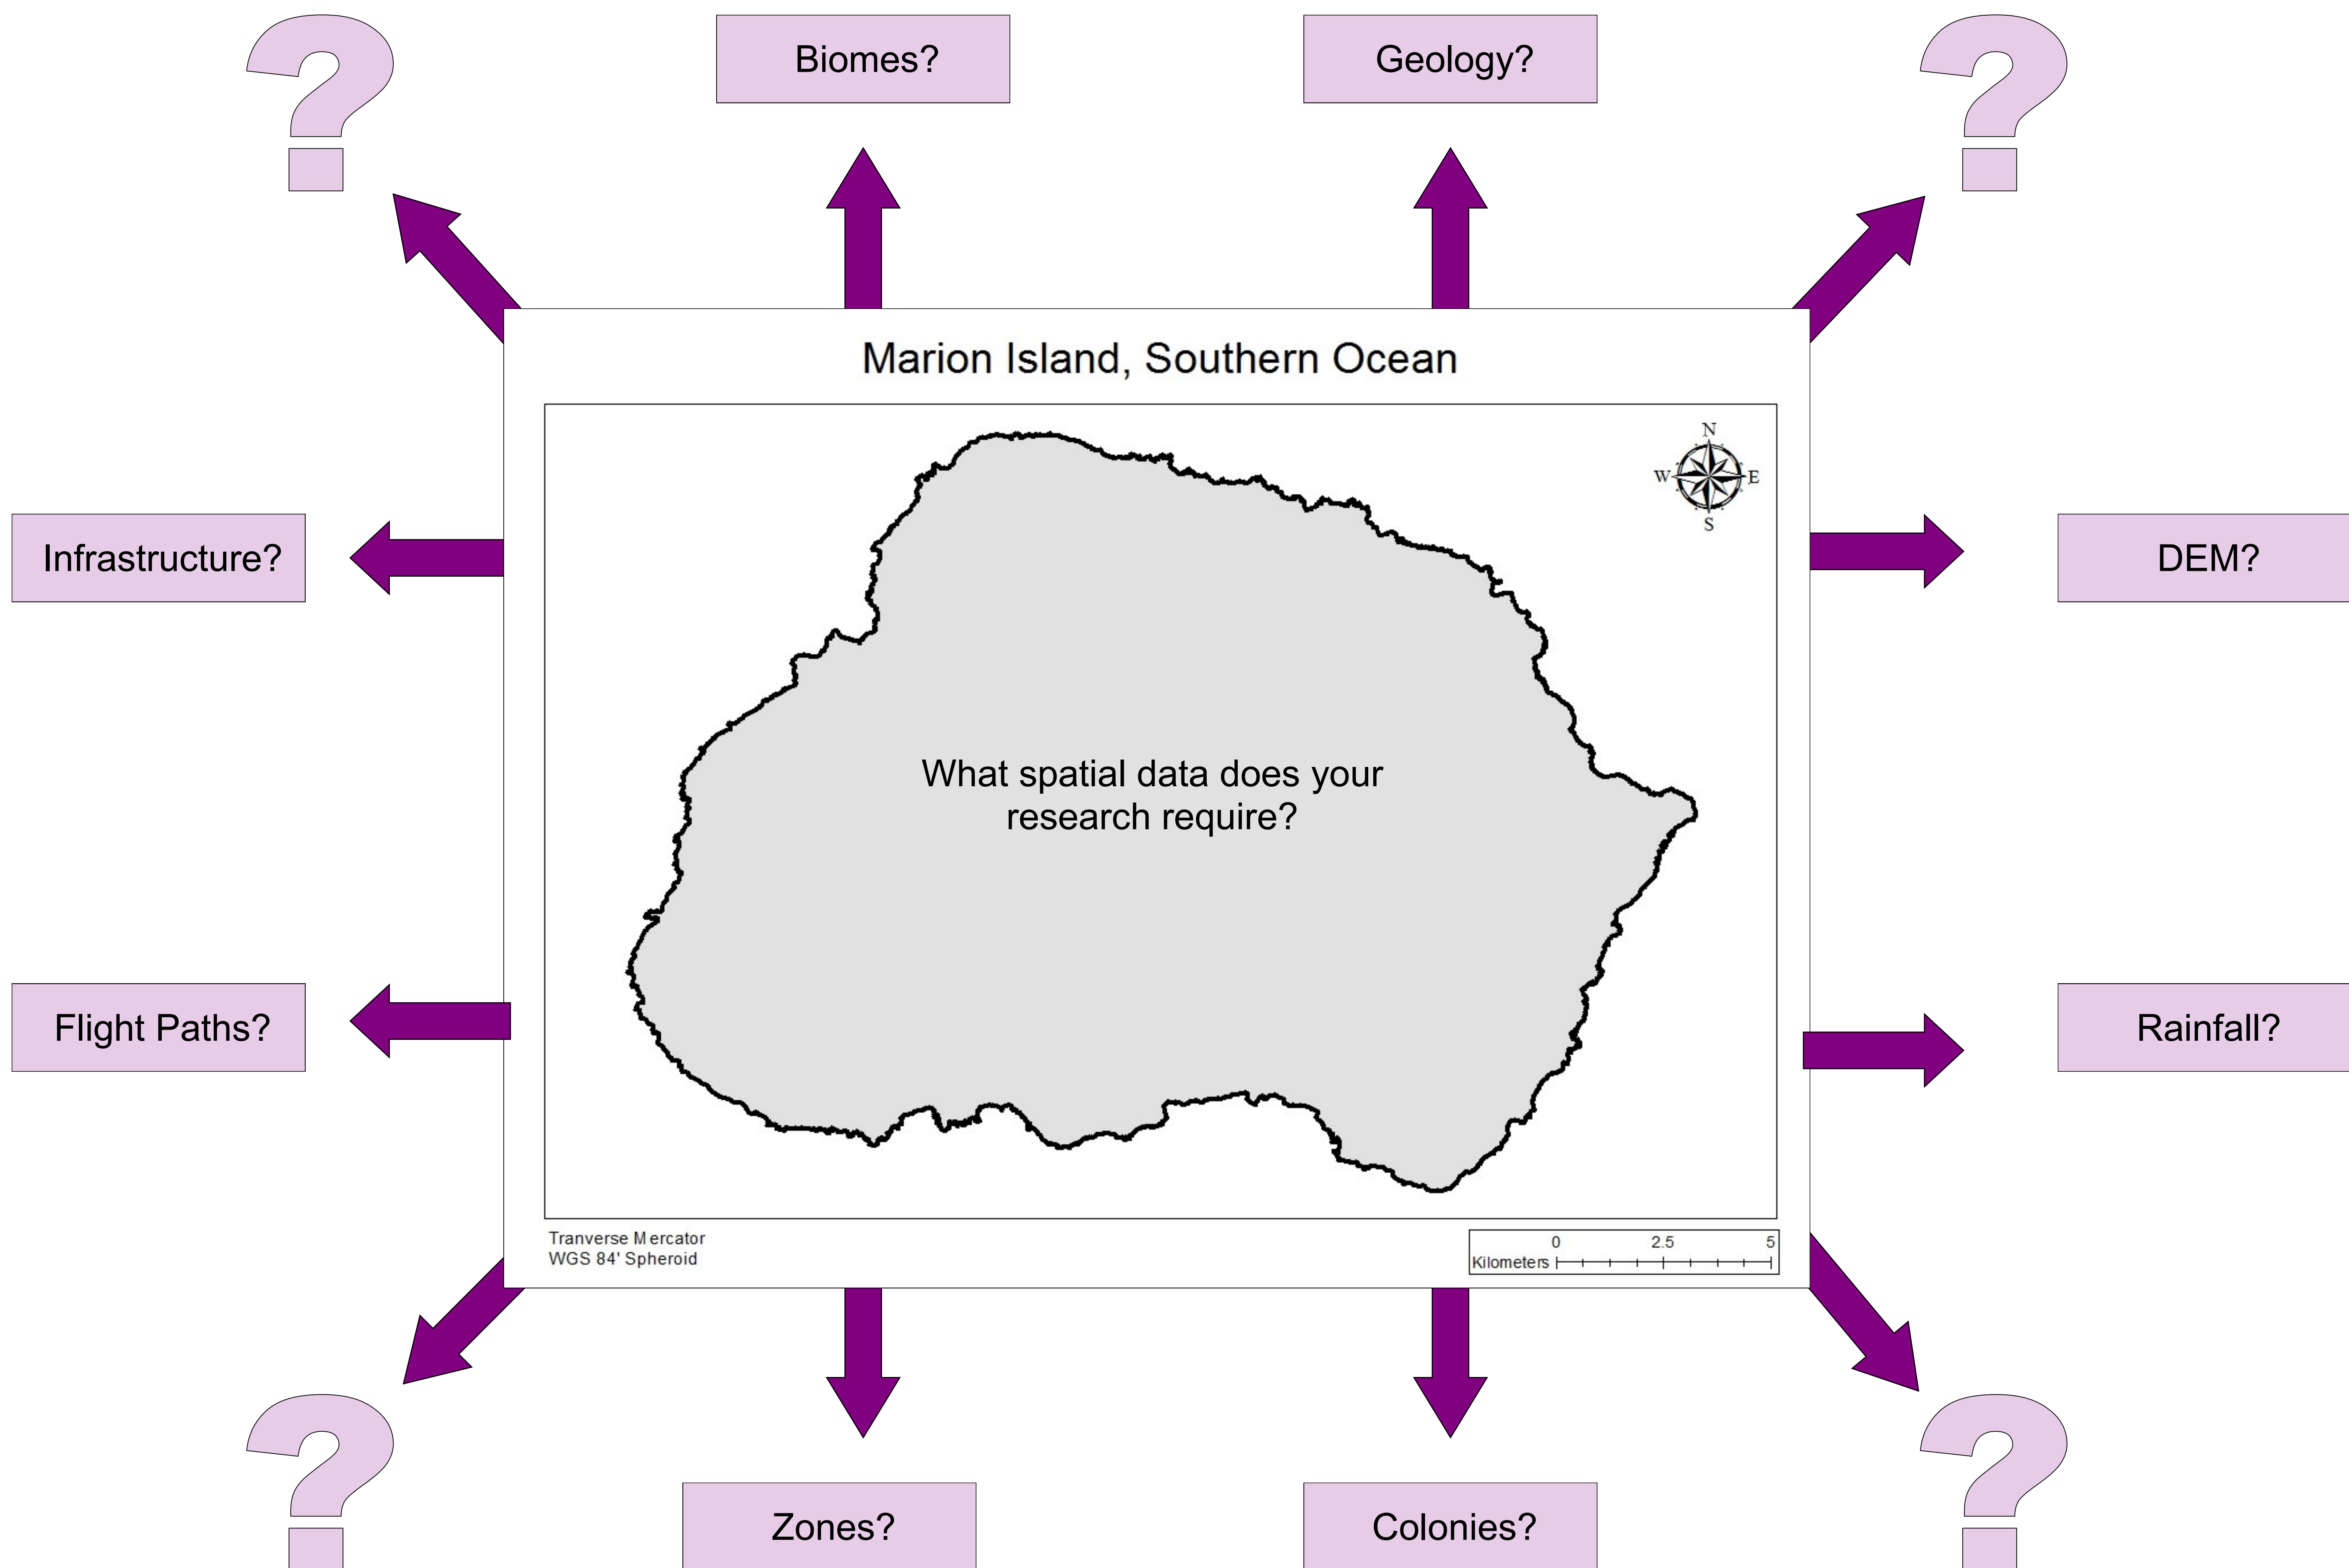 ?
Biomes?
Geology?
?
Marion Island, Southern Ocean
N
W E
S
Infrastructure?
DEM?
What spatial data does your
research require?
Flight Paths?
Rainfall?
Tranverse Mercator
WGS 84' Spheroid
0 2.5 5
Kilometers
?
Zones?
Colonies?
?